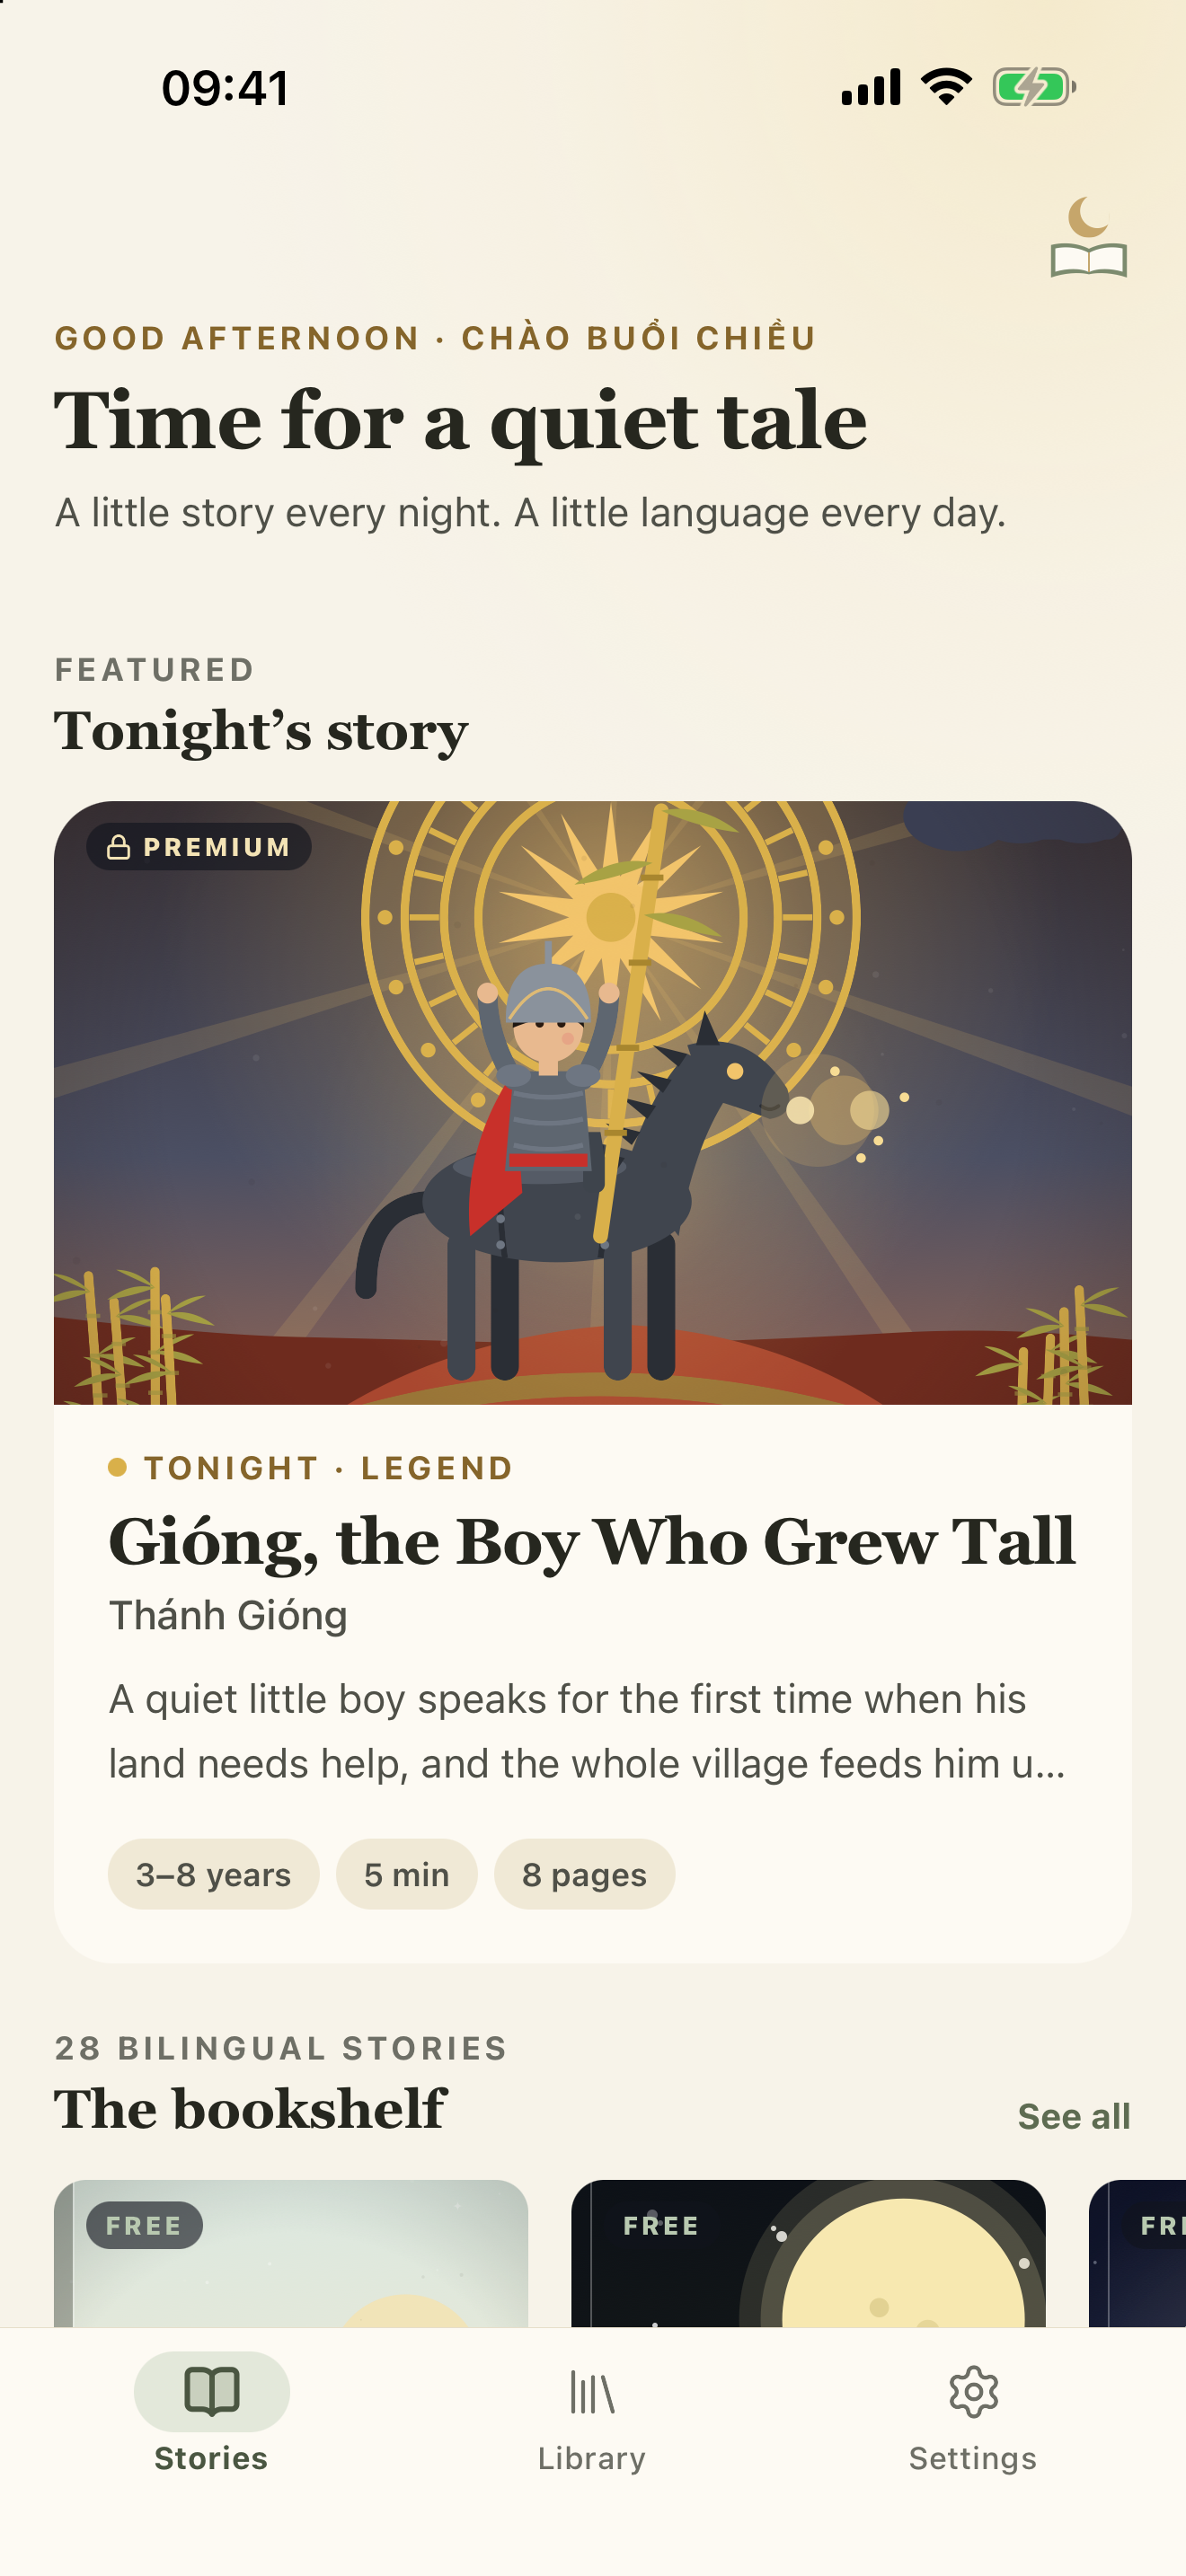 09:41
GOOD AFTERNOON · CHÀO BUỔI CHIỀU
Time for a quiet tale
A little story every night. A little language every day.
FEATURED
Tonight’s story
PREMIUM
TONIGHT · LEGEND
Gióng, the Boy Who Grew Tall
Thánh Gióng
A quiet little boy speaks for the first time when his
land needs help, and the whole village feeds him u...
3–8 years 5 min 8 pages
28 BILINGUAL STORIES
The bookshelf
See all
FREE FREE FRE
Stories Library Settings